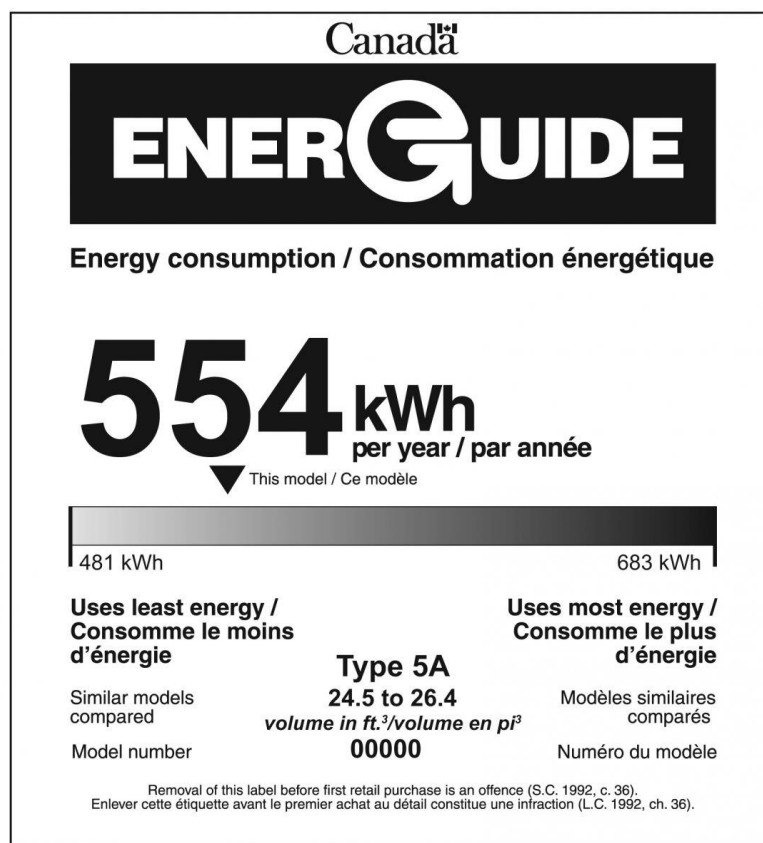 Canada
ENERGUIDE
Energy consumption / Consommation énergétique
554 kWh
per year / par année
This model / Ce modèle
481 kWh
683 kWh
Uses least energy /
Consomme le moins
d'énergie
Uses most energy /
Consomme le plus
d'énergie
Type 5A
Similar models
compared
24.5 to 26.4
volume in ft.³/volume en pi³
Modèles similaires
comparés
Model number
00000
Numéro du modèle
Removal of this label before first retail purchase is an offence (S.C. 1992, c. 36).
Enlever cette étiquette avant le premier achat au détail constitue une infraction (L.C. 1992, ch. 36).